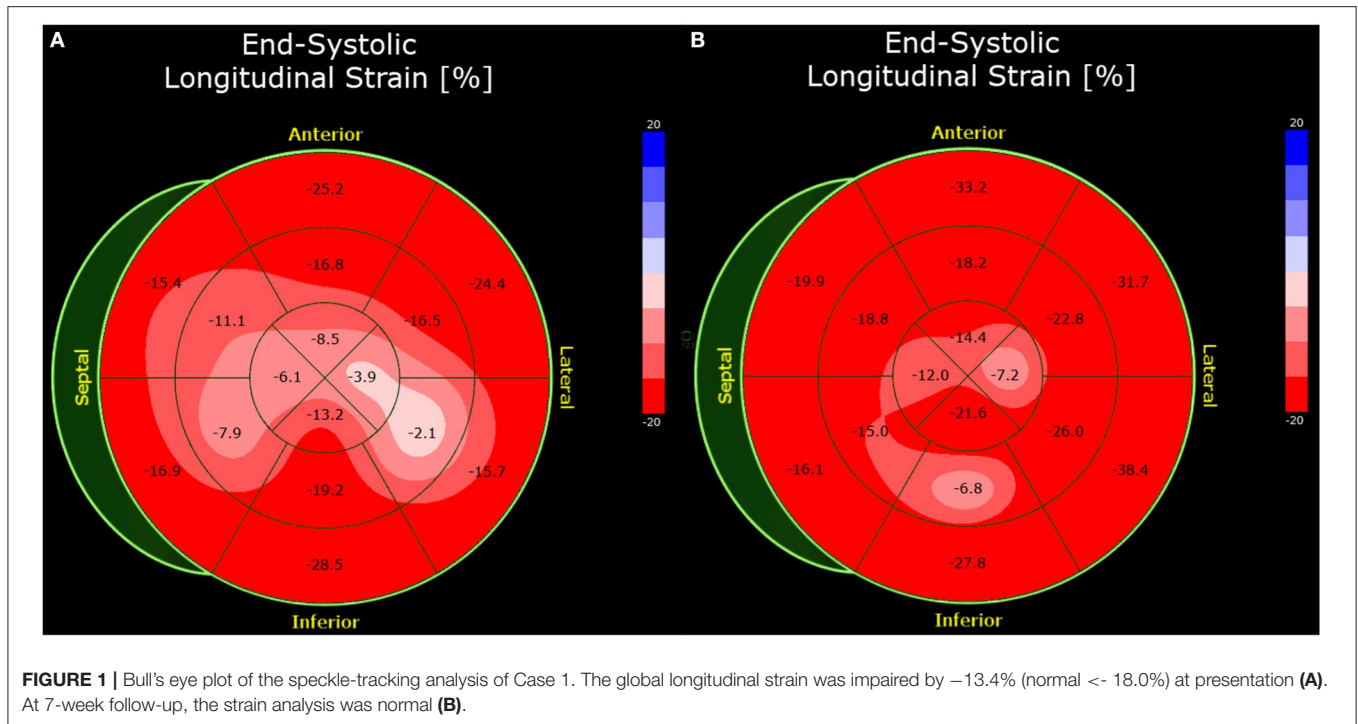 A
End-Systolic
Longitudinal Strain [%]
Anterior
20
-25.2
-16.8
-15.4
-24.4
-11.1
-16.5
-8.5
Septal
-6.1
-3.9
Lateral
-13.2
-7.9
-2.1
-20
-16.9
-15.7
-19.2
-28.5
Inferior
B
End-Systolic
Longitudinal Strain [%]
Anterior
20
-33.2
-18.2
-19.9
-31.7
-18.8
-22.8
-14.4
Septal
-12.0
-7.2
Lateral
-21.6
-15.0
-26.0
-20
-16.1
-38.4
-6.8
-27.8
Inferior
FIGURE 1 | Bull's eye plot of the speckle-tracking analysis of Case 1. The global longitudinal strain was impaired by −13.4% (normal <- 18.0%) at presentation (A).
At 7-week follow-up, the strain analysis was normal (B).